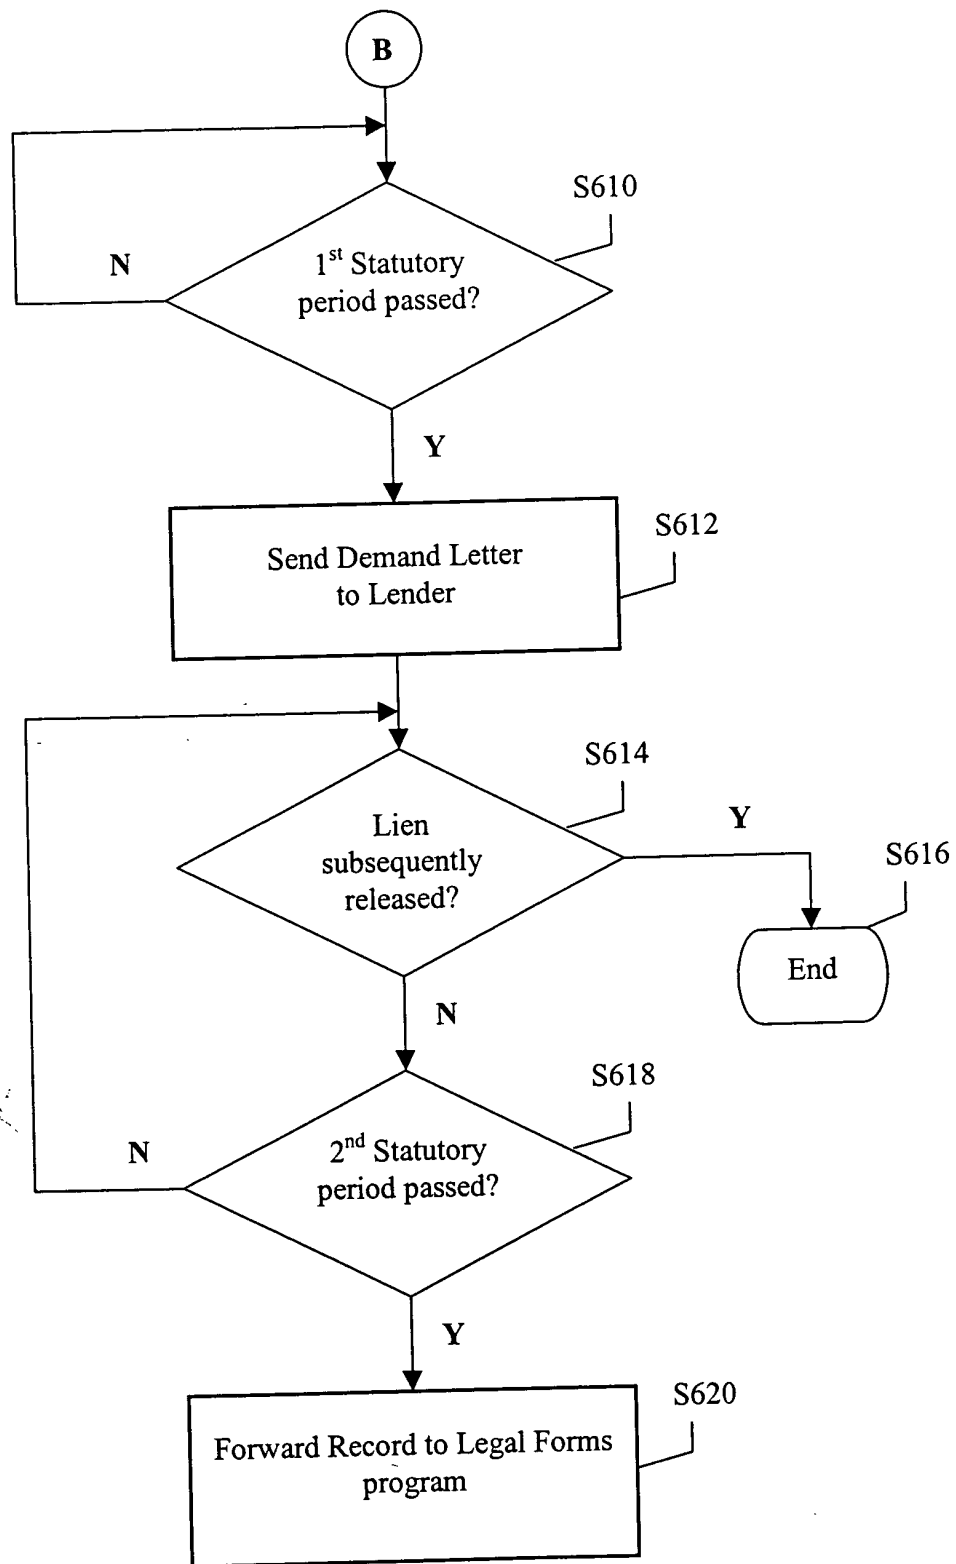 B
S610
N
1st Statutory
period passed?
Y
S612
Send Demand Letter
to Lender
S614
Lien
subsequently
released?
Y
S616
End
N
S618
N
2nd Statutory
period passed?
Y
S620
Forward Record to Legal Forms
program